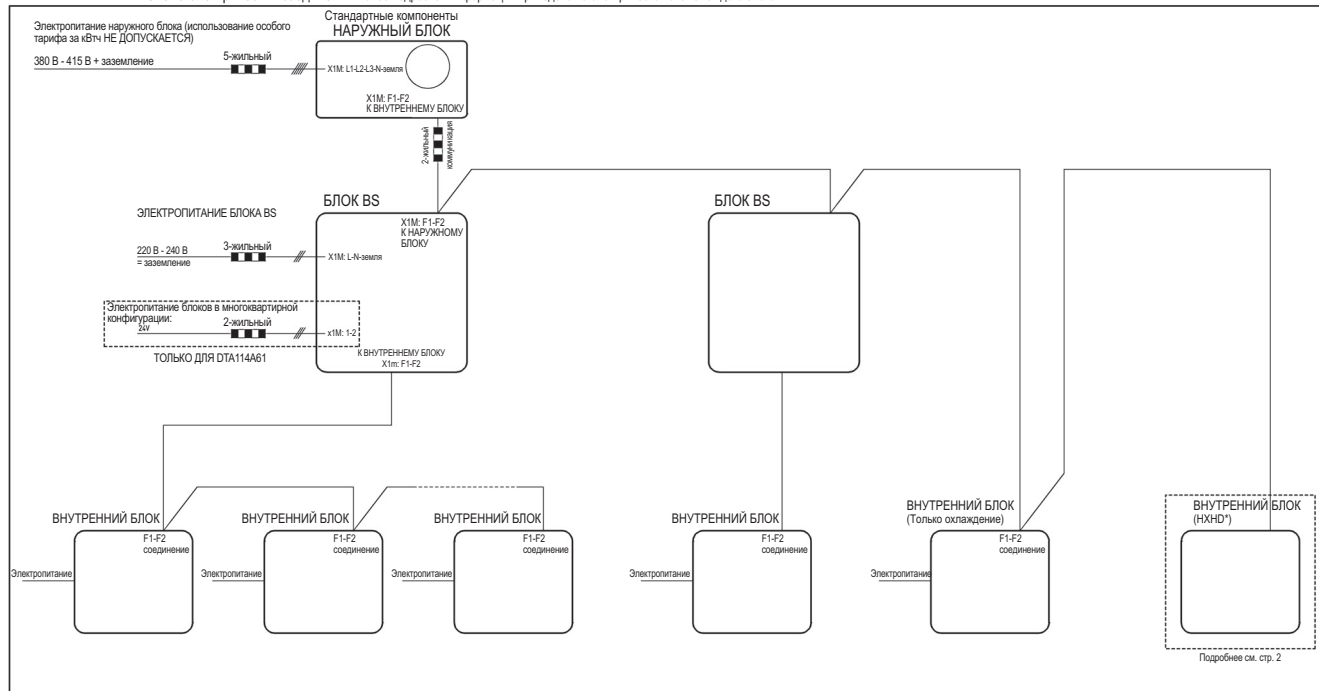 Стандартные компоненты
НАРУЖНЫЙ БЛОК
Электропитание наружного блока (использование особого
тарифа за кВтч НЕ ДОПУСКАЕТСЯ)
380 В - 415 В + заземление
5-жильный
X1M: L1-L2-L3-N-земля
X1M: F1-F2
К ВНУТРЕННЕМУ БЛОКУ
2-жильный
коммуникация
БЛОК BS
X1M: F1-F2
К НАРУЖНОМУ
БЛОКУ
ЭЛЕКТРОПИТАНИЕ БЛОКА BS
220 В - 240 В
= заземление
3-жильный
X1M: L-N-земля
Электропитание блоков в многоквартирной
конфигурации:
24V
2-жильный
x1M: 1-2
ТОЛЬКО ДЛЯ DTA114A61
К ВНУТРЕННЕМУ БЛОКУ
X1m: F1-F2
БЛОК BS
ВНУТРЕННИЙ БЛОК
F1-F2
соединение
Электропитание
ВНУТРЕННИЙ БЛОК
F1-F2
соединение
Электропитание
ВНУТРЕННИЙ БЛОК
F1-F2
соединение
Электропитание
ВНУТРЕННИЙ БЛОК
F1-F2
соединение
Электропитание
ВНУТРЕННИЙ БЛОК
(Только охлаждение)
F1-F2
соединение
Электропитание
ВНУТРЕННИЙ БЛОК
(HXHD*)
Подробнее см. стр. 2